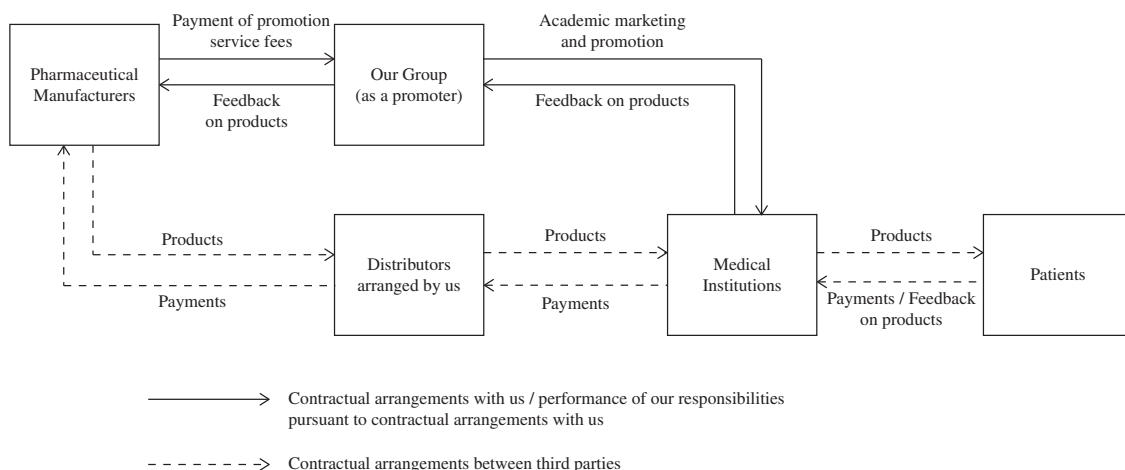 Payment of promotion
service fees
Academic marketing
and promotion
Pharmaceutical
Manufacturers
Our Group
(as a promoter)
Feedback
on products
Feedback on products
Products
Products
Products
Distributors
arranged by us
Medical
Institutions
Patients
Payments
Payments
Payments / Feedback
on products
Contractual arrangements with us / performance of our responsibilities
pursuant to contractual arrangements with us
Contractual arrangements between third parties